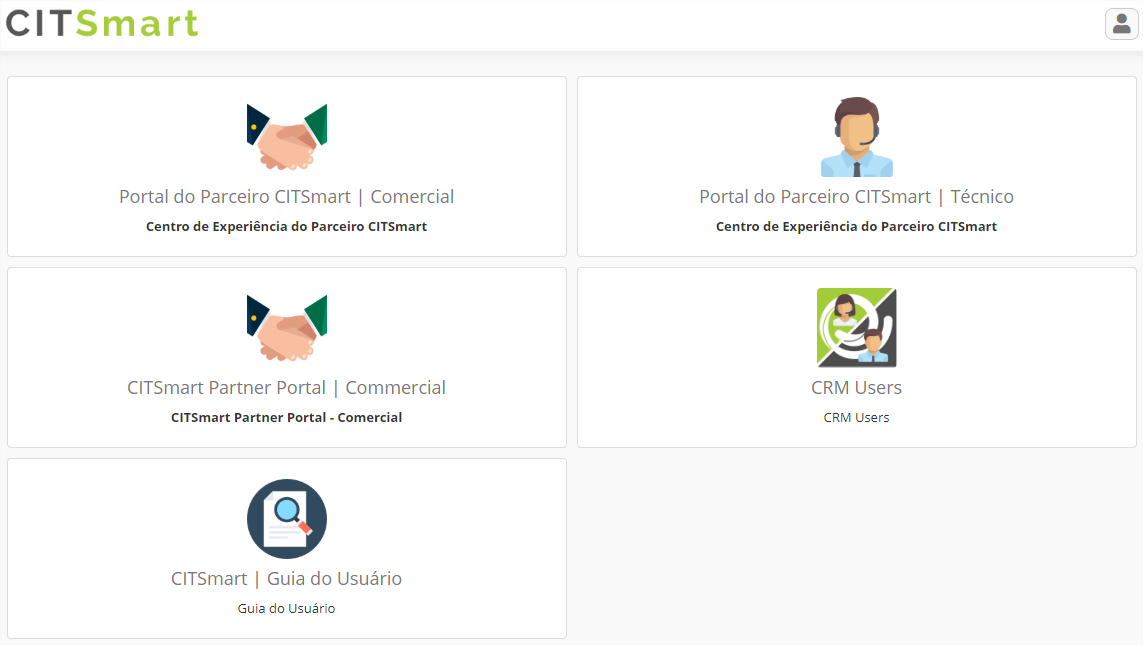 CITSmart
Portal do Parceiro CITSmart | Comercial
Centro de Experiência do Parceiro CITSmart
Portal do Parceiro CITSmart | Técnico
Centro de Experiência do Parceiro CITSmart
CITSmart Partner Portal | Commercial
CITSmart Partner Portal - Comercial
CRM Users
CRM Users
CITSmart | Guia do Usuário
Guia do Usuário